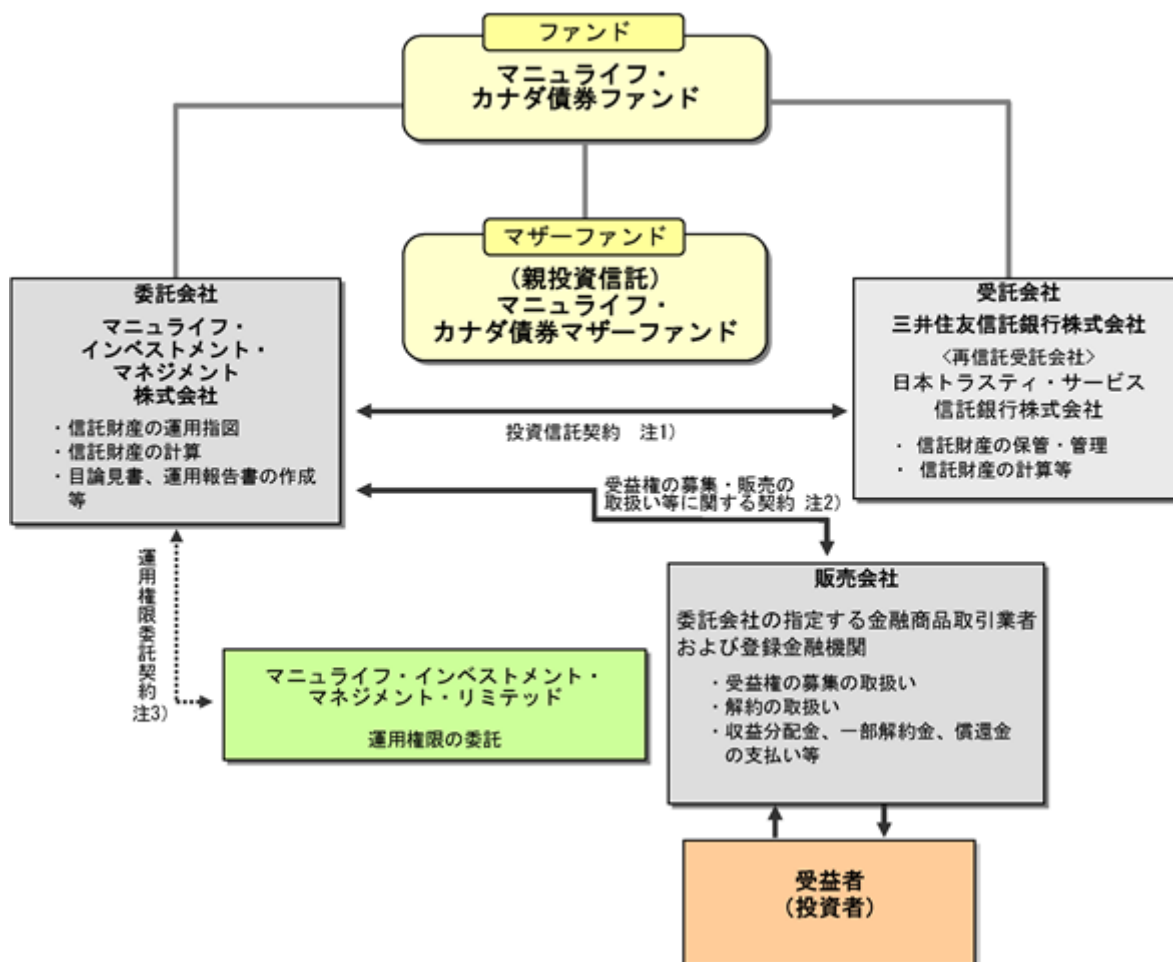 ファンド
マニュライフ・
カナダ債券ファンド
マザーファンド
(親投資信託)
マニュライフ・
カナダ債券マザーファンド
委託会社
マニュライフ・
インベストメント・
マネジメント
株式会社
・信託財産の運用指図
・信託財産の計算
・目論見書、運用報告書の作成
等
受託会社
三井住友信託銀行株式会社
〈再信託受託会社〉
日本トラスティ・サービス
信託銀行株式会社
・信託財産の保管・管理
・信託財産の計算等
投資信託契約 注1)
受益権の募集・販売の
取扱い等に関する契約 注2)
運用権限委託契約
注3)
マニュライフ・インベストメント・
マネジメント・リミテッド
運用権限の委託
販売会社
委託会社の指定する金融商品取引業者
および登録金融機関
・受益権の募集の取扱い
・解約の取扱い
・収益分配金、一部解約金、償還金
の支払い等
受益者
(投資者)